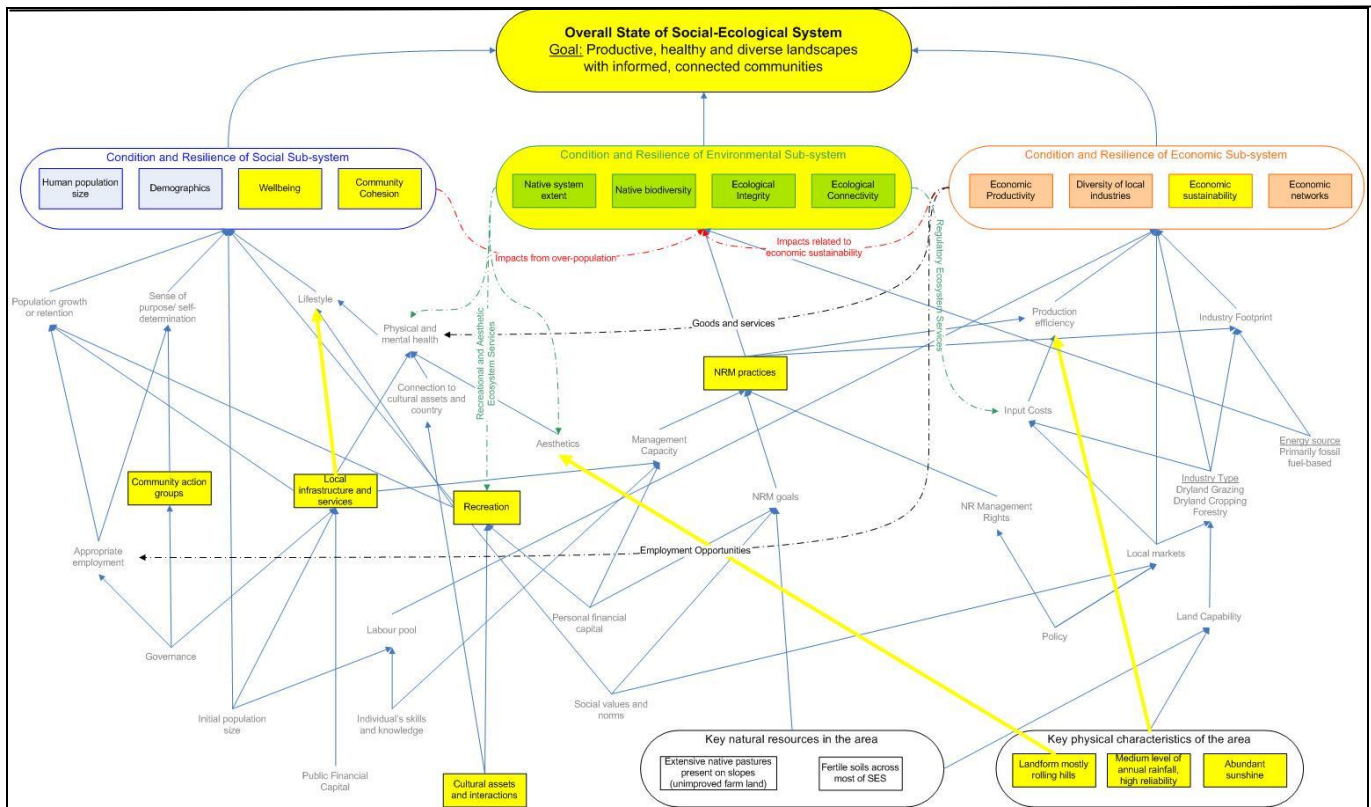 Overall State of Social-Ecological System
Goal: Productive, healthy and diverse landscapes
with informed, connected communities
Condition and Resilience of Social Sub-system
Human population
size
Demographics
Wellbeing
Community
Cohesion
Condition and Resilience of Environmental Sub-system
Native system
extent
Native biodiversity
Ecological
Integrity
Ecological
Connectivity
Condition and Resilience of Economic Sub-system
Economic
Productivity
Diversity of local
industries
Economic
sustainability
Economic
networks
Impacts from over-population
Impacts related to
economic sustainability
Regulatory Ecosystem Services
Recreational and Aesthetic
Ecosystem Services
Population growth
or retention
Sense of
purpose/ self-
determination
Lifestyle
Physical and
mental health
Goods and services
Production
efficiency
Industry Footprint
Connection to
cultural assets and
country
NRM practices
Aesthetics
Management
Capacity
Input Costs
Energy source
Primarily fossil
fuel-based
Community action
groups
Local
infrastructure and
services
Recreation
NRM goals
NR Management
Rights
Industry Type
Dryland Grazing
Dryland Cropping
Forestry
Appropriate
employment
Employment Opportunities
Local markets
Governance
Labour pool
Personal financial
capital
Policy
Land Capability
Initial population
size
Individual's skills
and knowledge
Social values and
norms
Public Financial
Capital
Cultural assets
and interactions
Key natural resources in the area
Extensive native pastures
present on slopes
(unimproved farm land)
Fertile soils across
most of SES
Key physical characteristics of the area
Landform mostly
rolling hills
Medium level of
annual rainfall,
high reliability
Abundant
sunshine